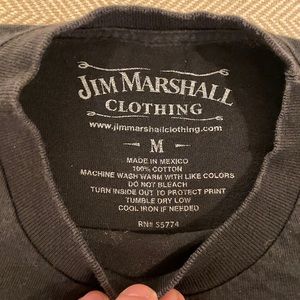 JIM MARSHALL
CLOTHING
www.jimmarshallclothing.com
M
MADE IN MEXICO
100% COTTON
MACHINE WASH WARM WITH LIKE COLORS
DO NOT BLEACH
TURN INSIDE OUT TO PROTECT PRINT
TUMBLE DRY LOW
COOL IRON IF NEEDED
RN# 55774